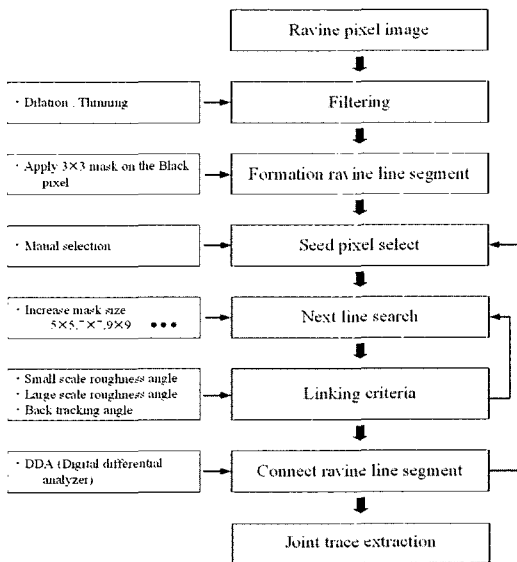 Ravine pixel image
· Dilation . Thinning
Filtering
· Apply 3×3 mask on the Black
pixel
Formation ravine line segment
· Manual selection
Seed pixel select
· Increase mask size
5×5,7×7,9×9 •••
Next line search
· Small scale roughness angle
· Large scale roughness angle
· Back tracking angle
Linking criteria
· DDA (Digital differential
analyzer)
Connect ravine line segment
Joint trace extraction